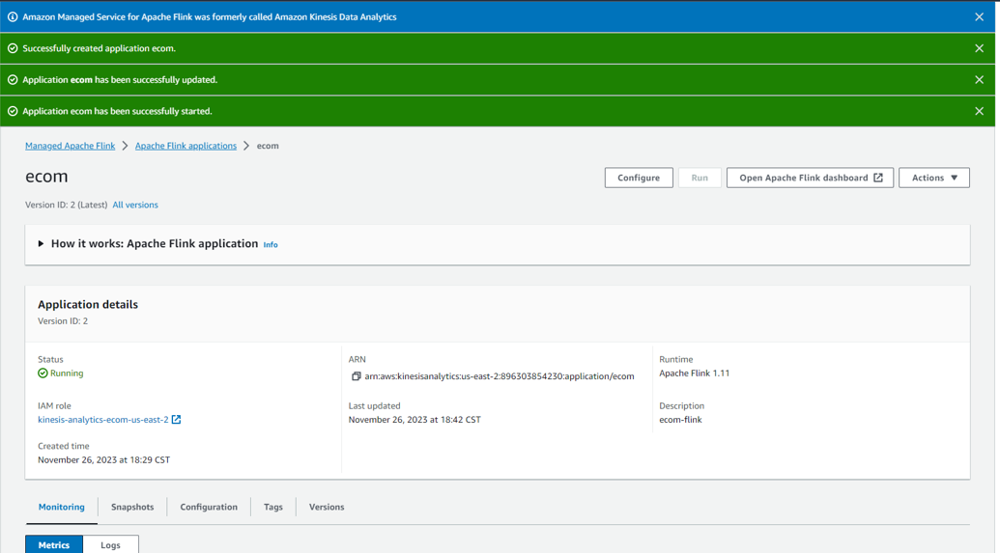 Amazon Managed Service for Apache Flink was formerly called Amazon Kinesis Data Analytics
Successfully created application ecom.
Application ecom has been successfully updated.
Application ecom has been successfully started.
Managed Apache Flink > Apache Flink applications > ecom
ecom
Configure Run Open Apache Flink dashboard Actions
Version ID: 2 (Latest) All versions
How it works: Apache Flink application Info
Application details
Version ID: 2
Status
Running
IAM role
kinesis-analytics-ecom-us-east-2
Created time
November 26, 2023 at 18:29 CST
ARN
arn:aws:kinesisanalytics:us-east-2:896303854230:application/ecom
Last updated
November 26, 2023 at 18:42 CST
Runtime
Apache Flink 1.11
Description
ecom-flink
Monitoring Snapshots Configuration Tags Versions
Metrics Logs